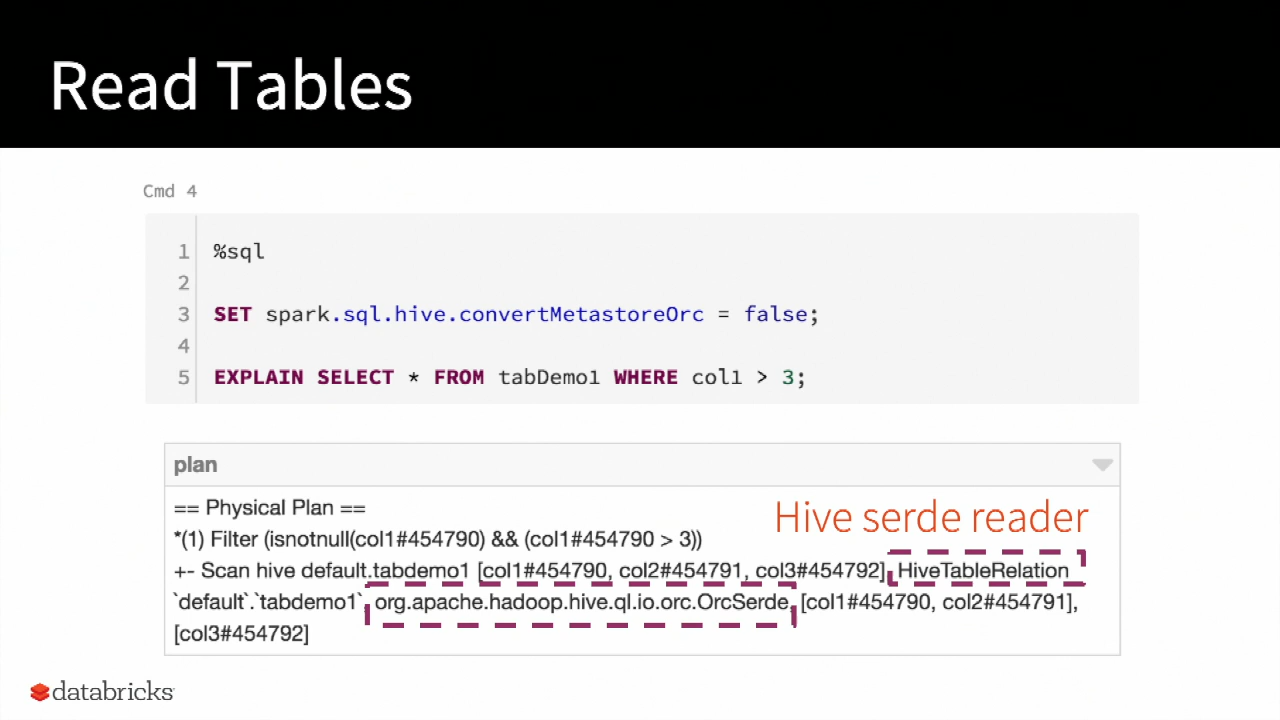 Read Tables
Cmd 4
1 %sql
2
3 SET spark.sql.hive.convertMetastoreOrc = false;
4
5 EXPLAIN SELECT * FROM tabDemo1 WHERE col1 > 3;
plan
== Physical Plan ==
Hive serde reader
*(1) Filter (isnotnull(col1#454790) && (col1#454790 > 3))
+- Scan hive default.tabdemo1 [col1#454790, col2#454791, col3#454792], HiveTableRelation
`default`.`tabdemo1`, org.apache.hadoop.hive.ql.io.orc.OrcSerde, [col1#454790, col2#454791],
[col3#454792]
databricks